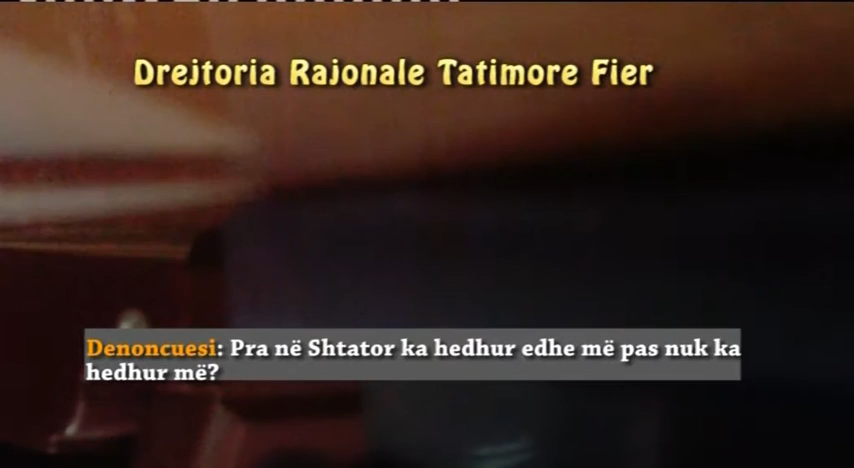 Drejtoria Rajonale Tatimore Fier
Denoncuesi: Pra në Shtator ka hedhur edhe më pas nuk ka
hedhur më?